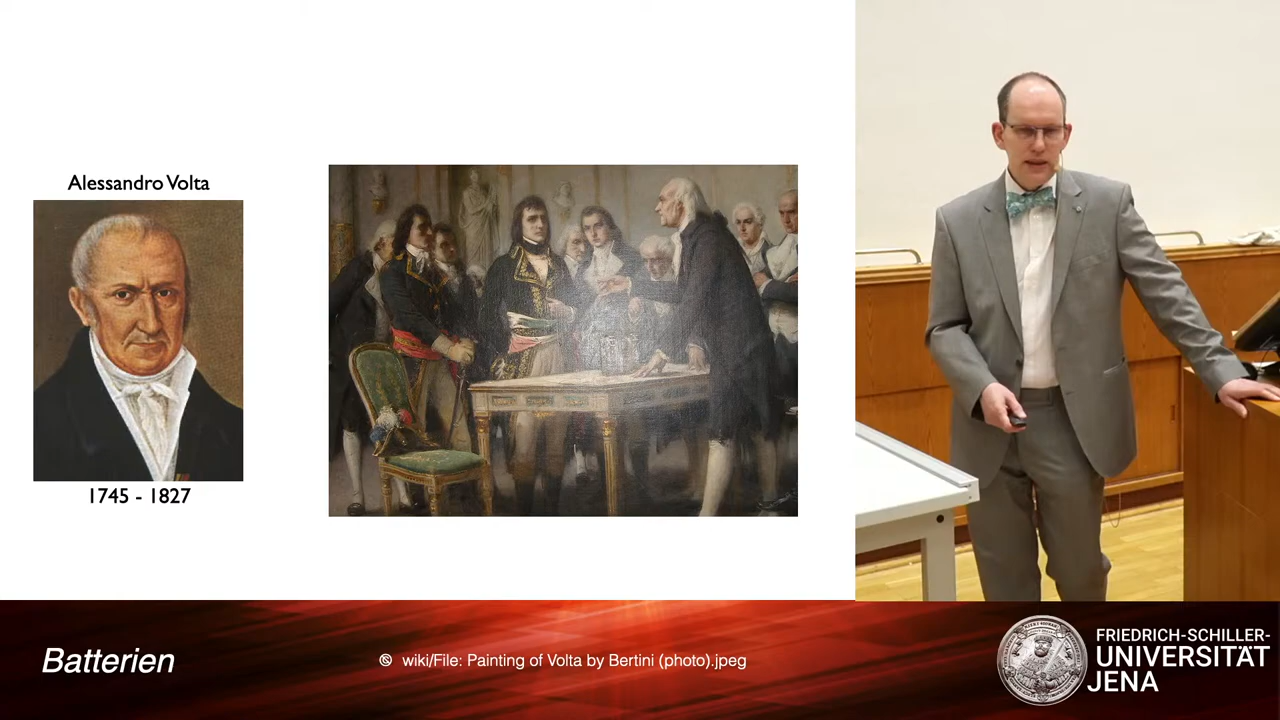 Alessandro Volta
1745 - 1827
Batterien
wiki/File: Painting of Volta by Bertini (photo).jpeg
FRIEDRICH-SCHILLER-
UNIVERSITÄT
JENA